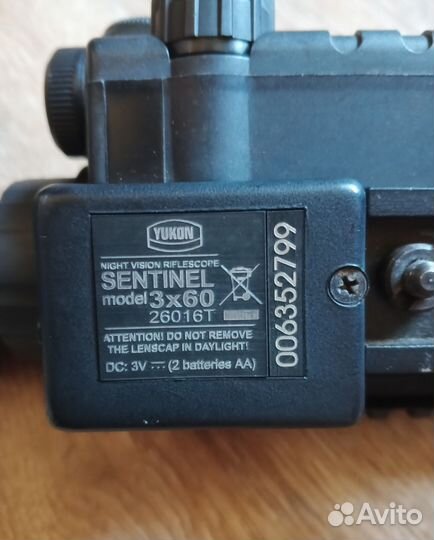 YUKON
NIGHT VISION RIFLESCOPE
SENTINEL
model 3x60
26016T
ATTENTION! DO NOT REMOVE
THE LENSCAP IN DAYLIGHT!
DC: 3V ⎓ (2 batteries AA)
006352799
Avito